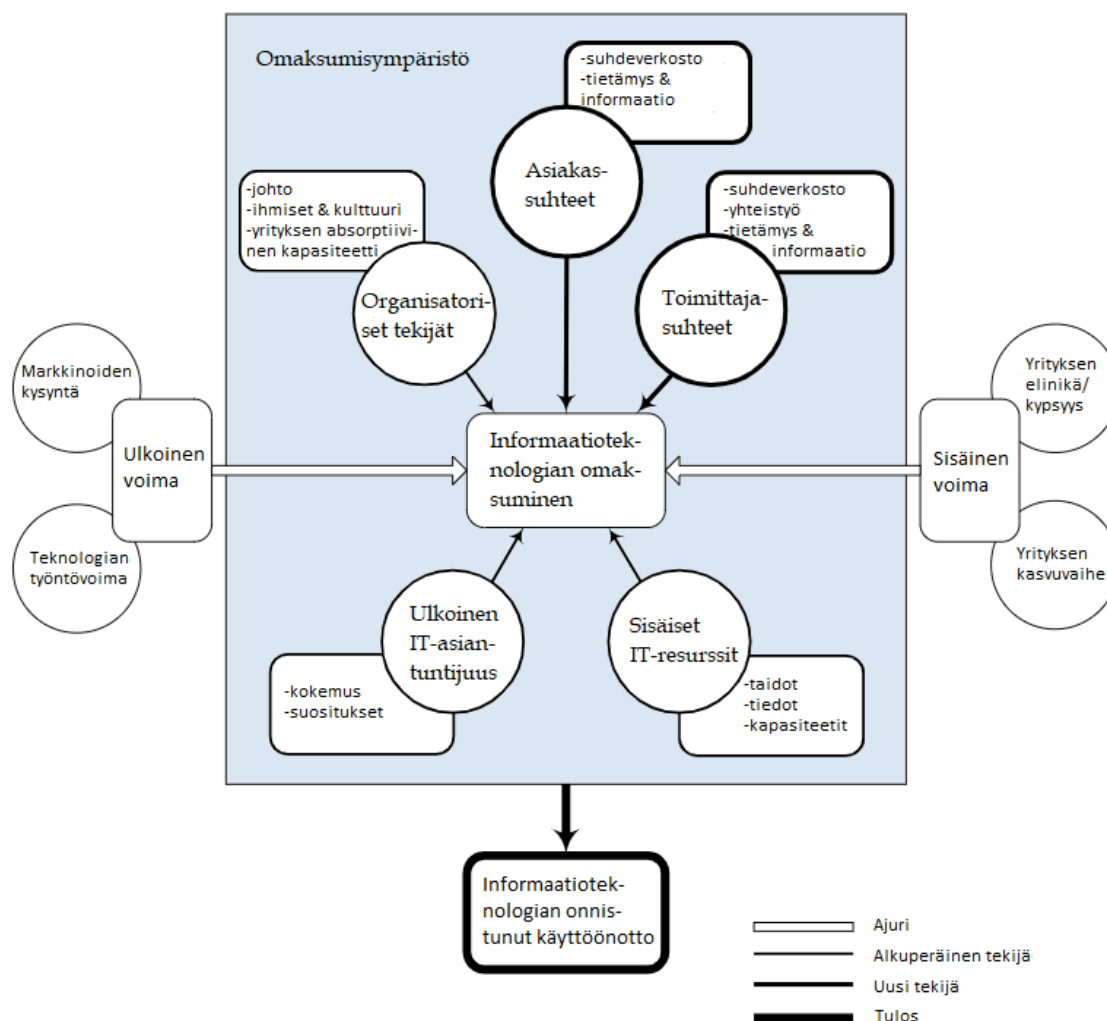 Omaksumisympäristö
-suhdeverkosto
-tietämys &
informaatio
Asiakas-
suhteet
-johto
-ihmiset & kulttuuri
-yrityksen absorptiivi-
nen kapasiteetti
-suhdeverkosto
-yhteistyö
-tietämys &
informaatio
Organisatori-
set tekijät
Toimittaja-
suhteet
Markkinoiden
kysyntä
Ulkoinen
voima
Teknologian
työntövoima
Informaatiotek-
nologian omak-
suminen
Yrityksen
elinikä/
kypsyys
Sisäinen
voima
Yrityksen
kasvuvaihe
Ulkoinen
IT-asian-
tuntijuus
-kokemus
-suositukset
Sisäiset
IT-resurssit
-taidot
-tiedot
-kapasiteetit
Informaatiotek-
nologian onnis-
tunut käyttöönotto
Ajuri
Alkuperäinen tekijä
Uusi tekijä
Tulos